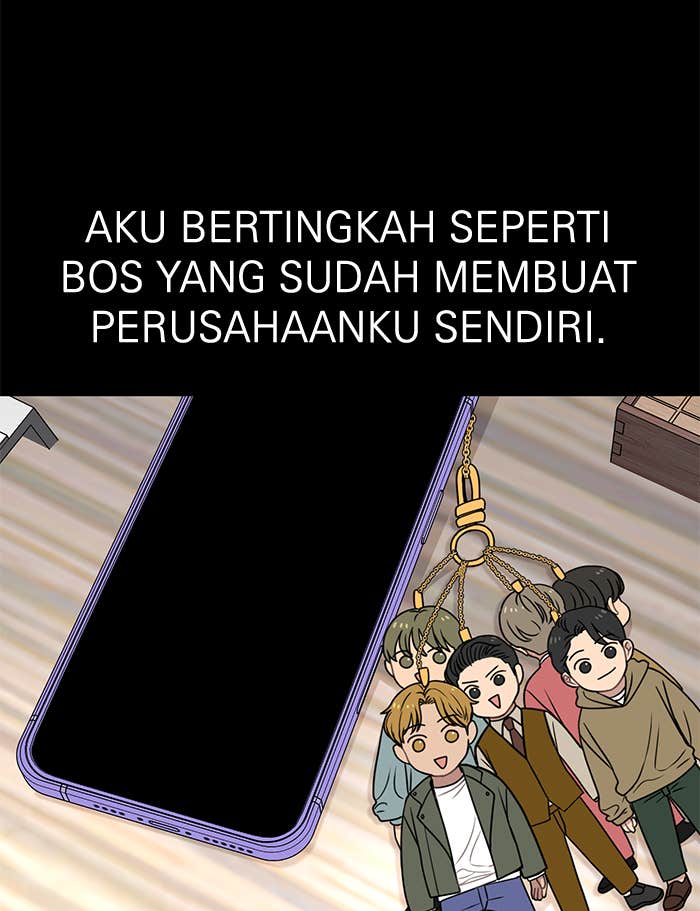 AKU BERTINGKAH SEPERTI
BOS YANG SUDAH MEMBUAT
PERUSAHAANKU SENDIRI.